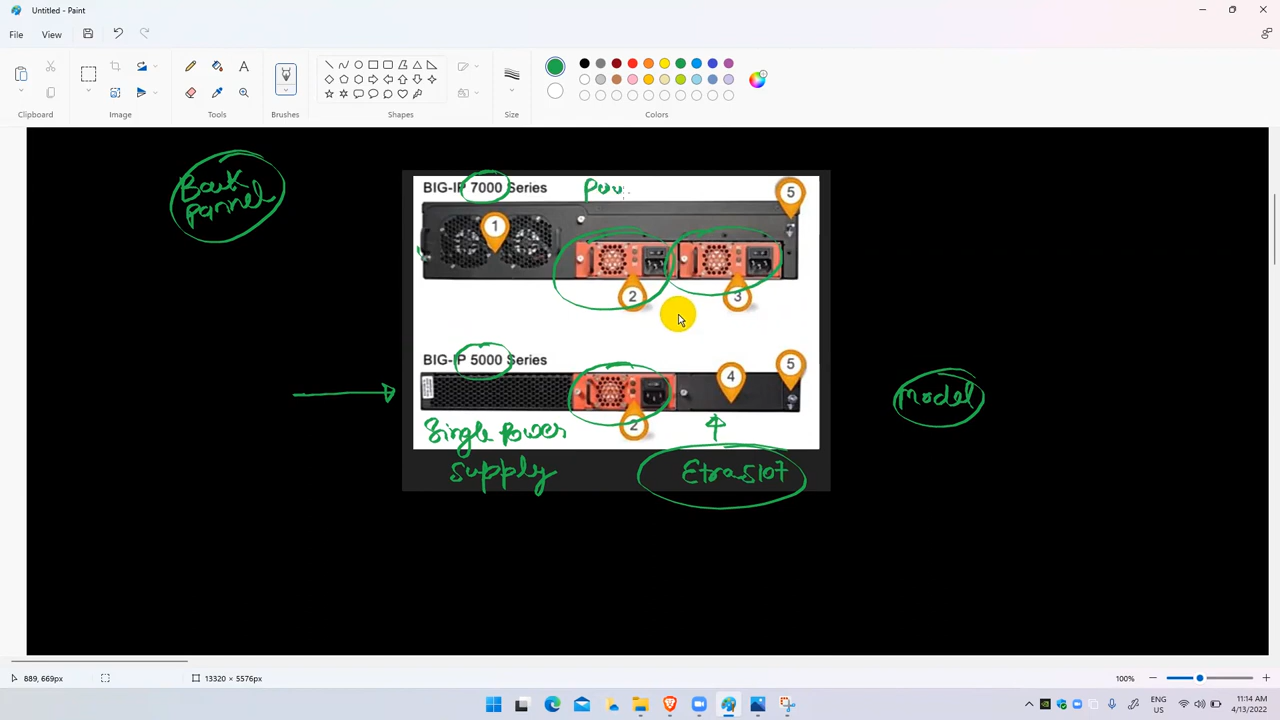 Untitled - Paint
File
View
Clipboard
Image
Tools
Brushes
Shapes
Size
Colors
Back
Pannel
BIG-IP 7000 Series
Pow
5
1
2
3
BIG-IP 5000 Series
5
4
2
model
Single Power
Supply
Etra slot
889, 669px
13320 × 5576px
100%
ENG
US
11:14 AM
4/13/2022